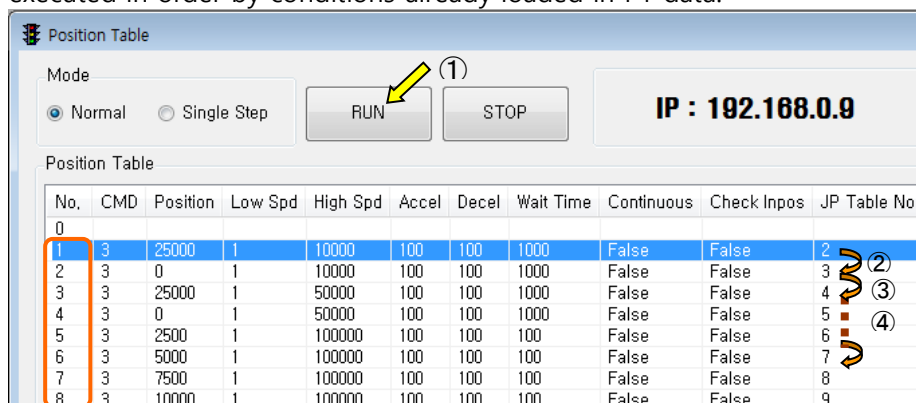 executed in order by conditions already loaded in PT data.
Position Table
Mode
Normal Single Step RUN STOP IP : 192.168.0.9
①
Position Table
No. CMD Position Low Spd High Spd Accel Decel Wait Time Continuous Check Inpos JP Table No
0
1 3 25000 1 10000 100 100 1000 False False 2
2 3 0 1 10000 100 100 1000 False False 3 ②
3 3 25000 1 50000 100 100 1000 False False 4 ③
4 3 0 1 50000 100 100 1000 False False 5 ④
5 3 2500 1 100000 100 100 100 False False 6
6 3 5000 1 100000 100 100 100 False False 7
7 3 7500 1 100000 100 100 100 False False 8
8 3 10000 1 100000 100 100 100 False False 9